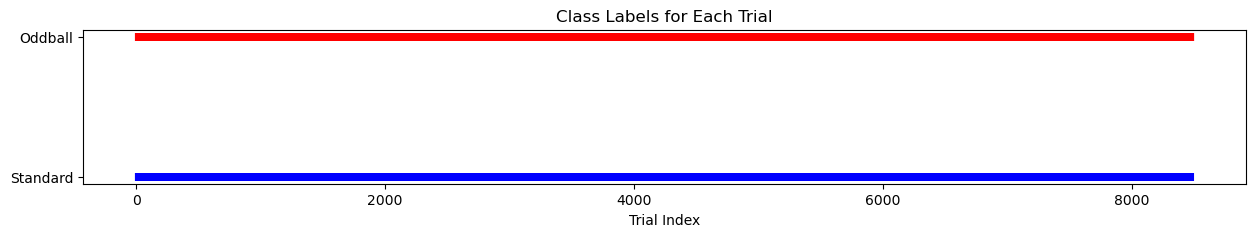 Class Labels for Each Trial
Oddball
Standard
0 2000 4000 6000 8000
Trial Index